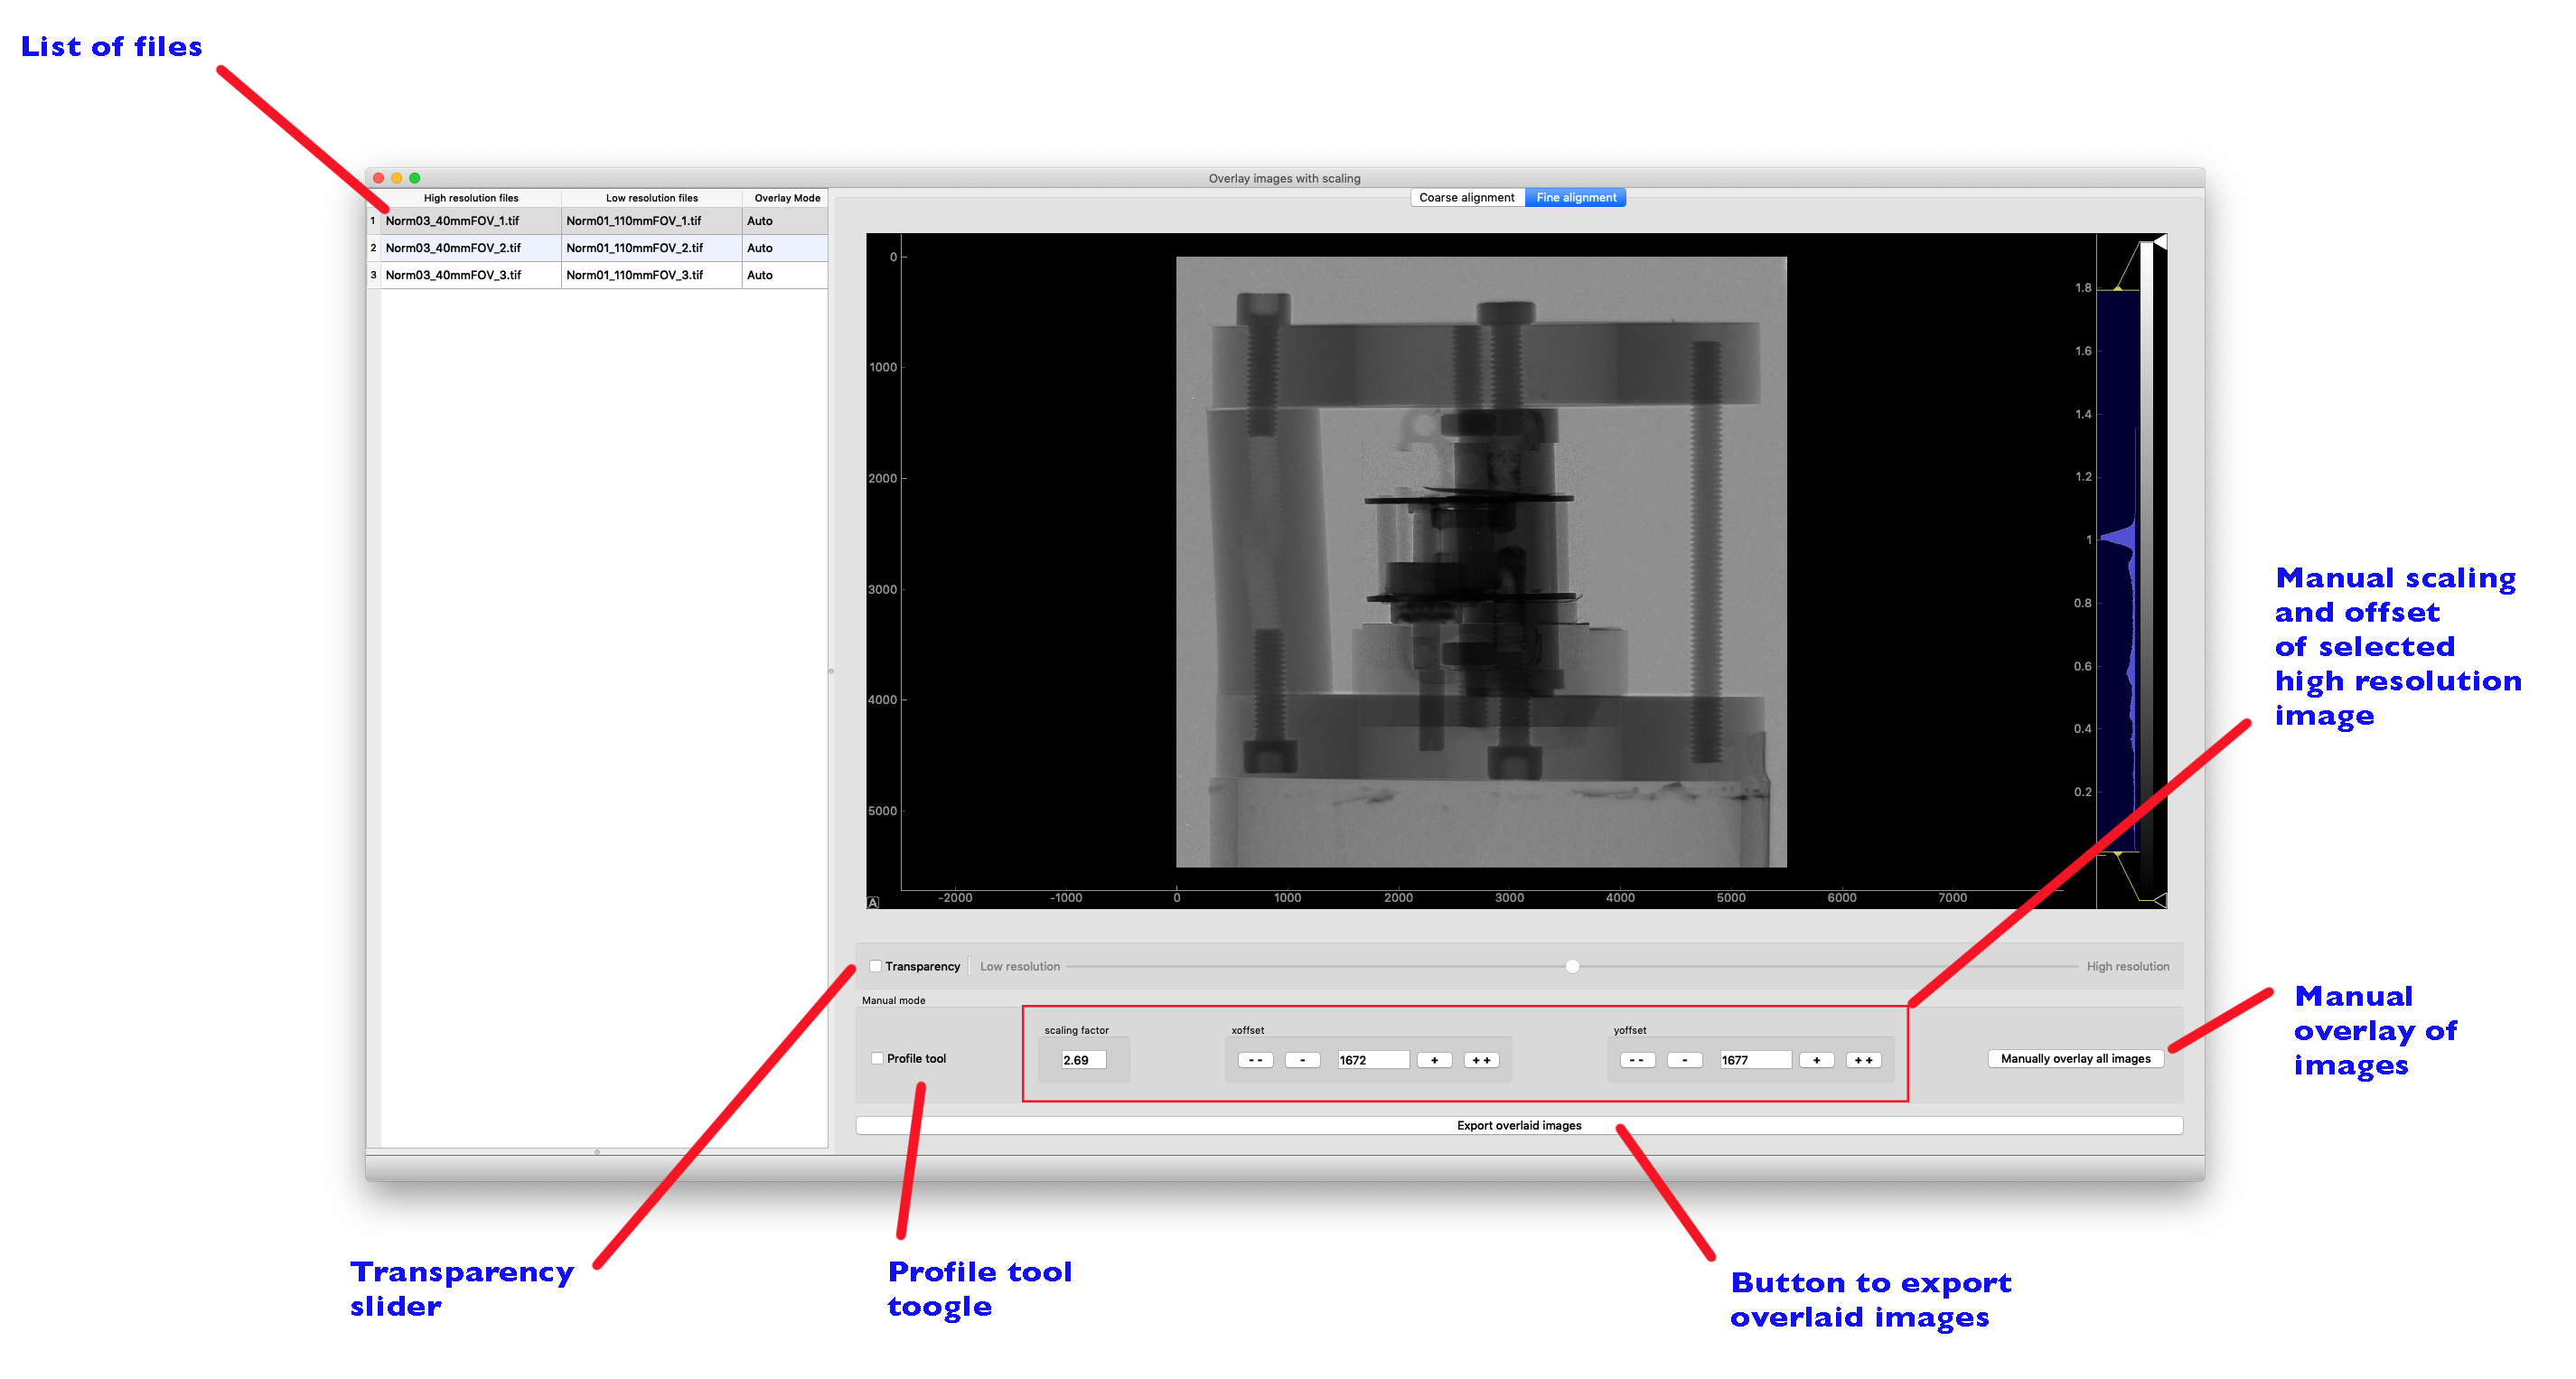 List of files
Overlay images with scaling
High resolution files Low resolution files Overlay Mode
1 Norm03_40mmFOV_1.tif Norm01_110mmFOV_1.tif Auto
2 Norm03_40mmFOV_2.tif Norm01_110mmFOV_2.tif Auto
3 Norm03_40mmFOV_3.tif Norm01_110mmFOV_3.tif Auto
Coarse alignment Fine alignment
0
1000
2000
3000
4000
5000
-2000 -1000 0 1000 2000 3000 4000 5000 6000 7000
A
1.8
1.6
1.4
1.2
1
0.8
0.6
0.4
0.2
Manual scaling
and offset
of selected
high resolution
image
Transparency Low resolution High resolution
Manual mode
Profile tool
scaling factor
2.69
xoffset
-- - 1672 + ++
yoffset
-- - 1677 + ++
Manually overlay all images
Manual
overlay of
images
Export overlaid images
Transparency
slider
Profile tool
toogle
Button to export
overlaid images